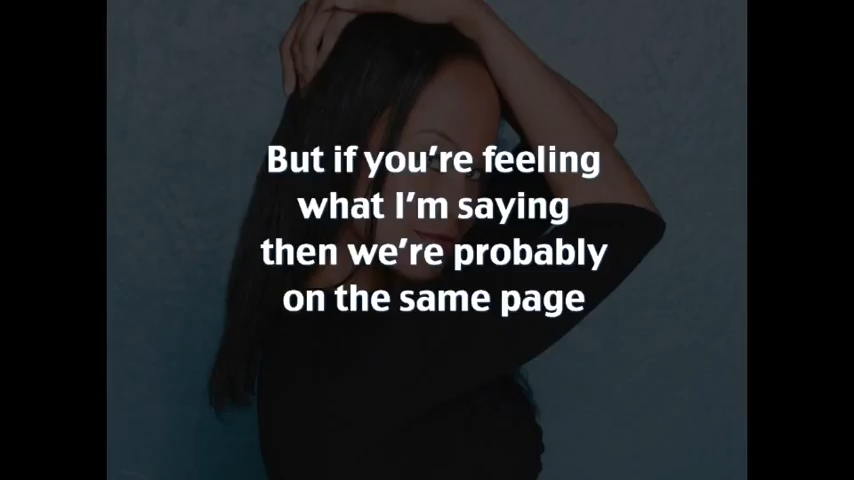 But if you’re feeling
what I’m saying
then we’re probably
on the same page